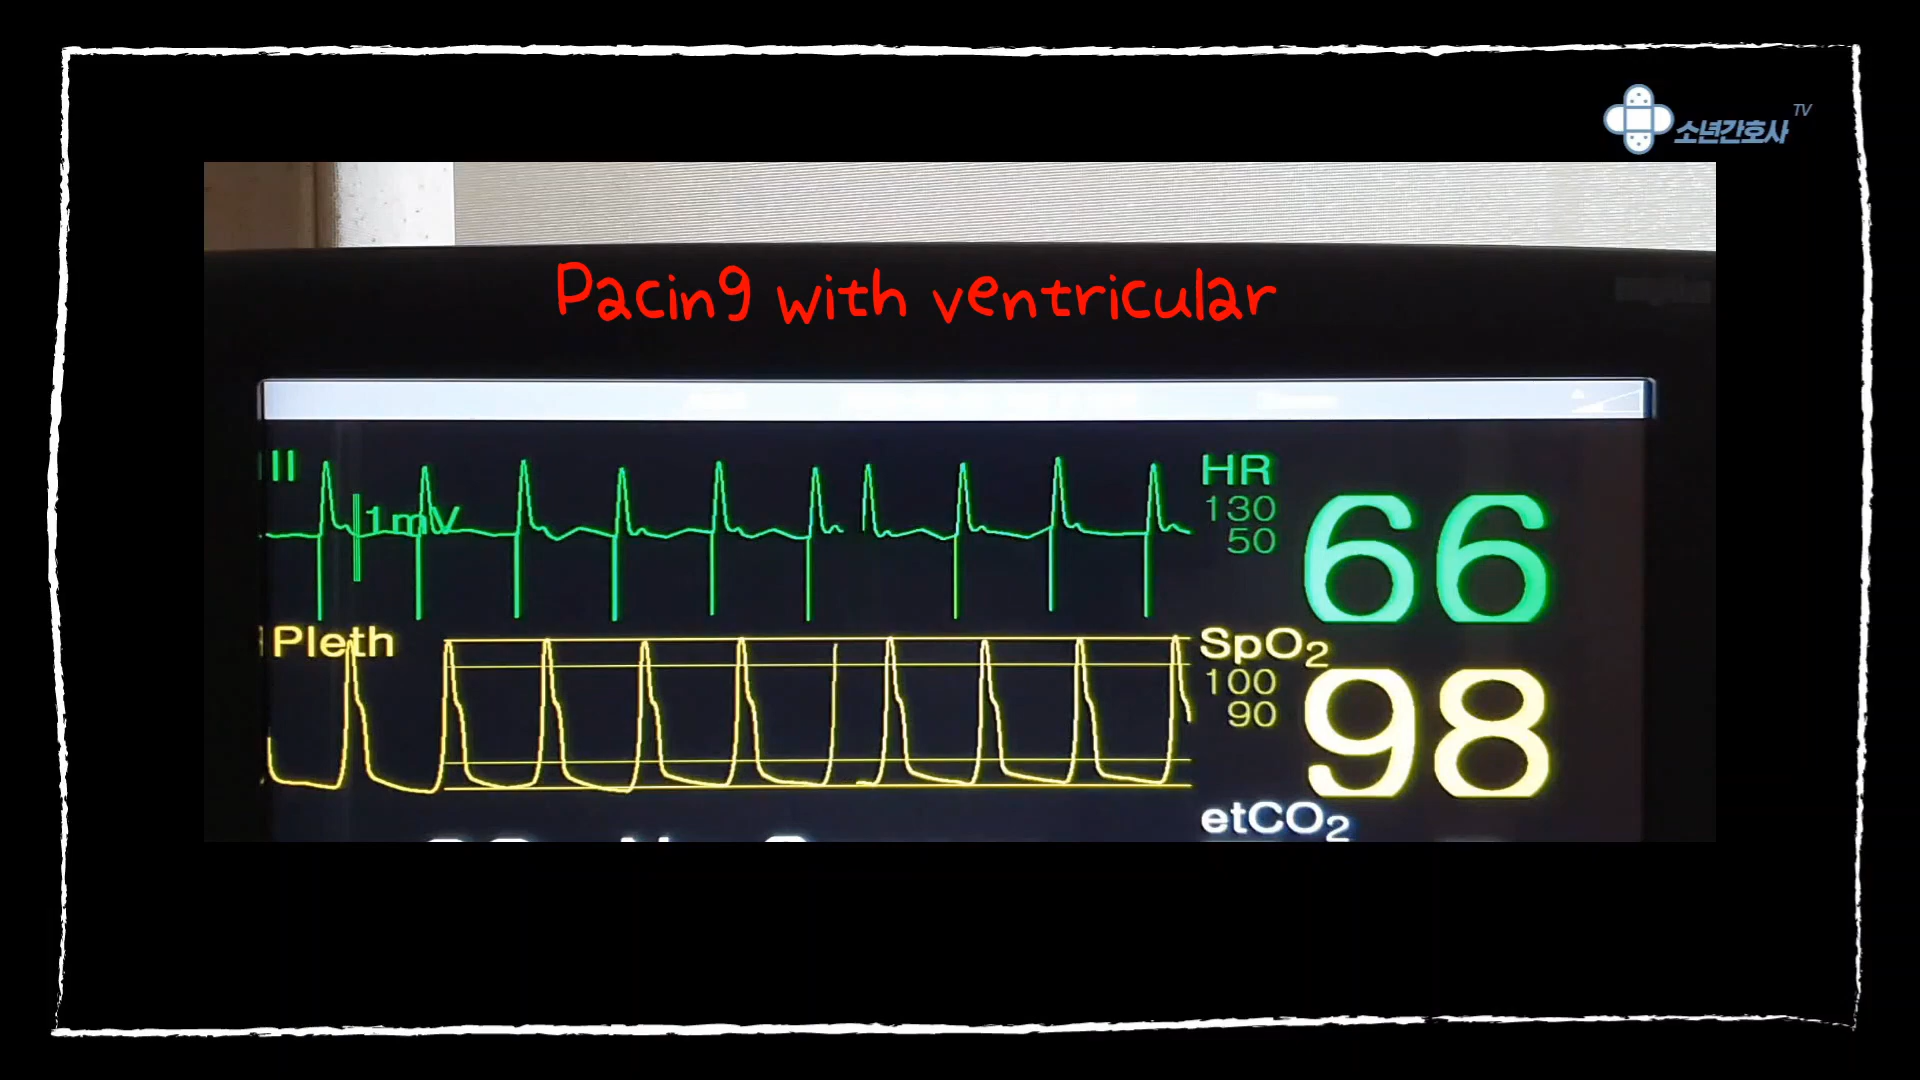 소년간호사 TV
Pacing with ventricular
II
1mV
HR
130
50
66
Pleth
SpO2
100
90
98
etCO2